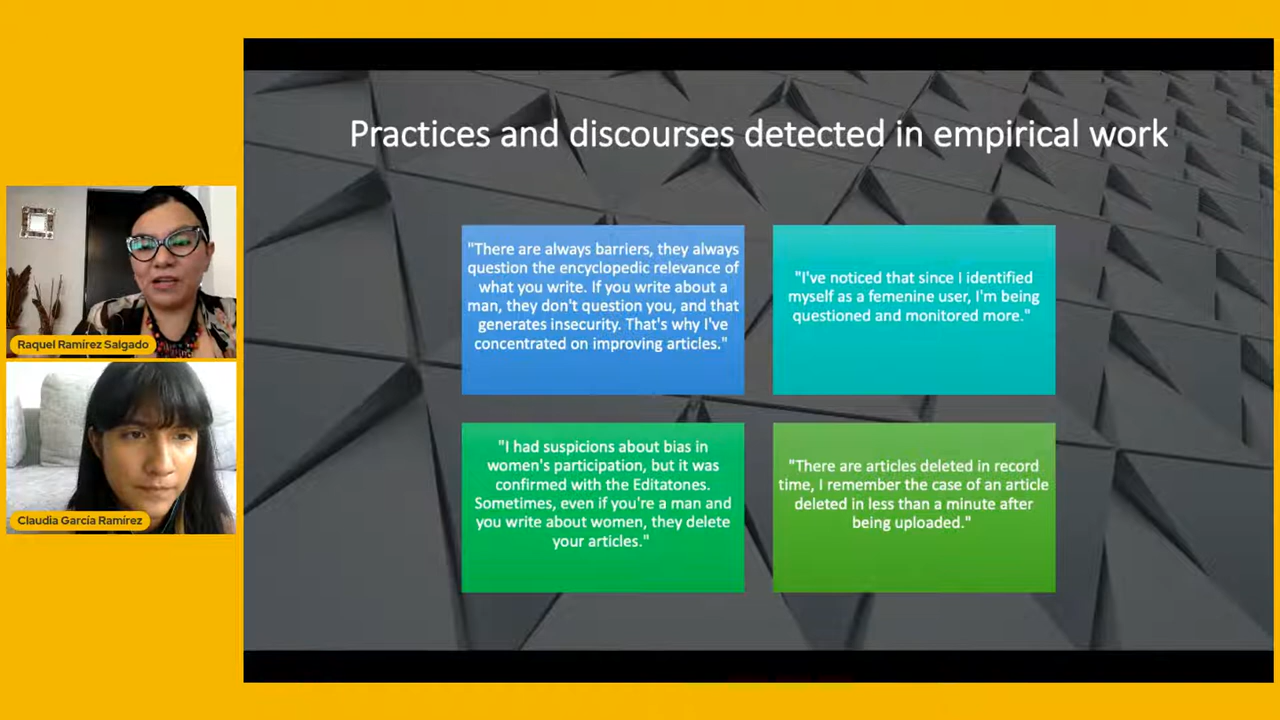 Practices and discourses detected in empirical work
"There are always barriers, they always
question the encyclopedic relevance of
what you write. If you write about a
man, they don't question you, and that
generates insecurity. That's why I've
concentrated on improving articles."
"I've noticed that since I identified
myself as a femenine user, I'm being
questioned and monitored more."
"I had suspicions about bias in
women's participation, but it was
confirmed with the Editatones.
Sometimes, even if you're a man and
you write about women, they delete
your articles."
"There are articles deleted in record
time, I remember the case of an article
deleted in less than a minute after
being uploaded."
Raquel Ramírez Salgado
Claudia García Ramírez